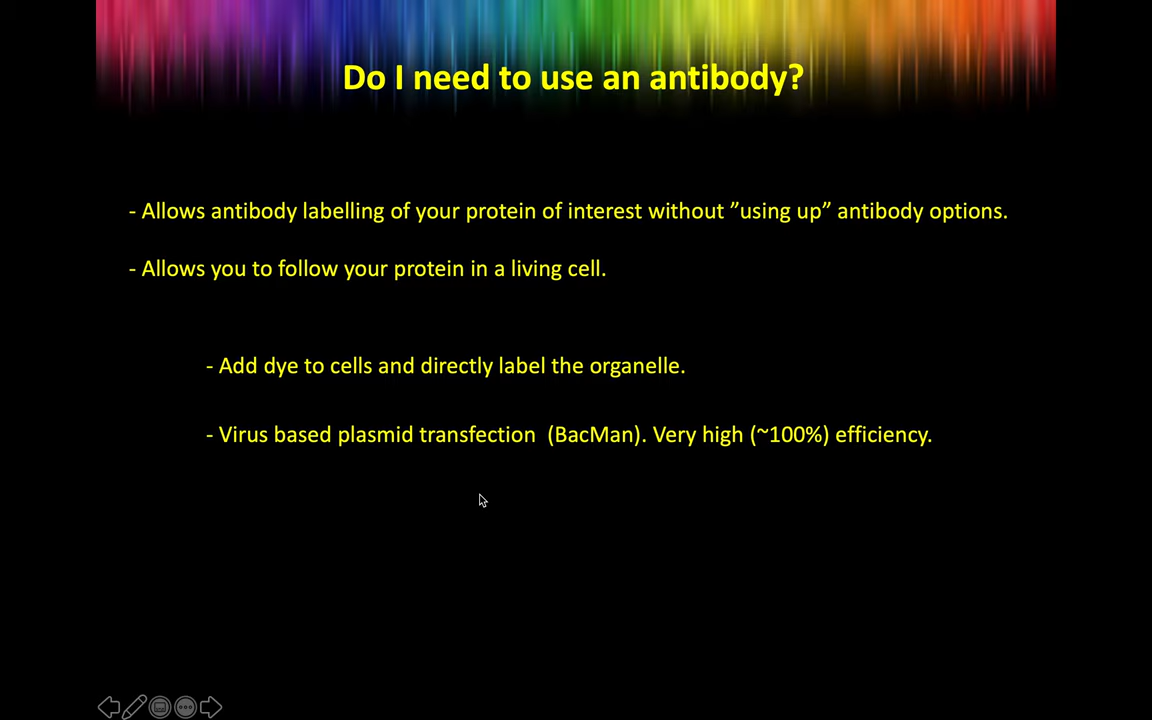 Do I need to use an antibody?
- Allows antibody labelling of your protein of interest without ”using up” antibody options.
- Allows you to follow your protein in a living cell.
- Add dye to cells and directly label the organelle.
- Virus based plasmid transfection  (BacMan). Very high (~100%) efficiency.